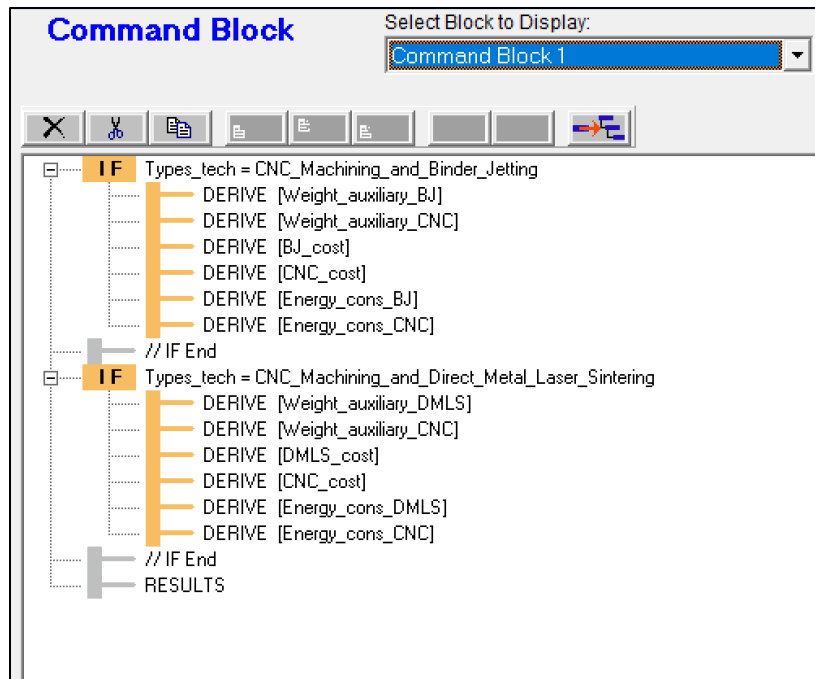 Command Block
Select Block to Display:
Command Block 1
IF Types_tech = CNC_Machining_and_Binder_Jetting
DERIVE [Weight_auxiliary_BJ]
DERIVE [Weight_auxiliary_CNC]
DERIVE [BJ_cost]
DERIVE [CNC_cost]
DERIVE [Energy_cons_BJ]
DERIVE [Energy_cons_CNC]
// IF End
IF Types_tech = CNC_Machining_and_Direct_Metal_Laser_Sintering
DERIVE [Weight_auxiliary_DMLS]
DERIVE [Weight_auxiliary_CNC]
DERIVE [DMLS_cost]
DERIVE [CNC_cost]
DERIVE [Energy_cons_DMLS]
DERIVE [Energy_cons_CNC]
// IF End
RESULTS